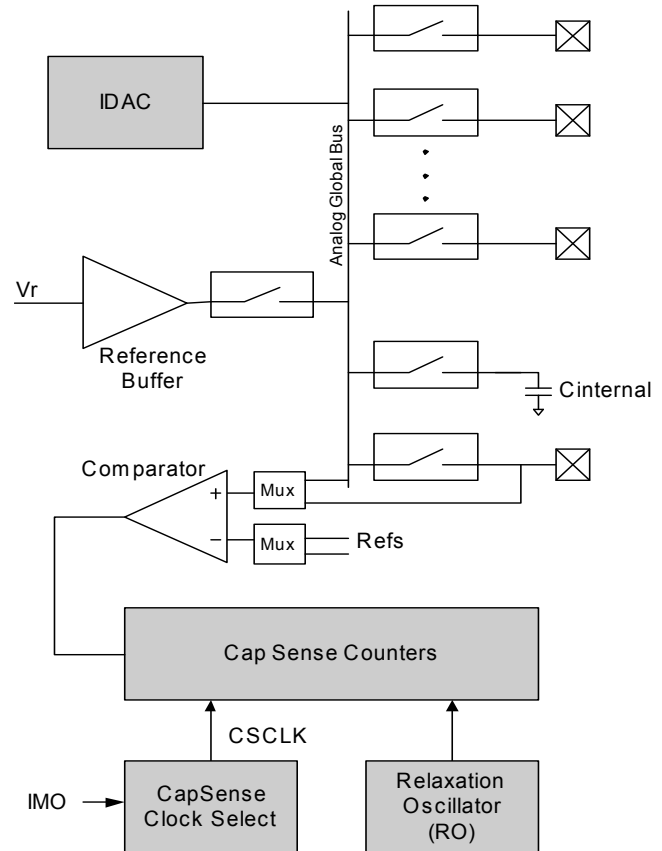 IDAC
Analog Global Bus
Vr
Reference
Buffer
Cinternal
Comparator
+
Mux
−
Mux
Refs
Cap Sense Counters
CSCLK
IMO
CapSense
Clock Select
Relaxation
Oscillator
(RO)